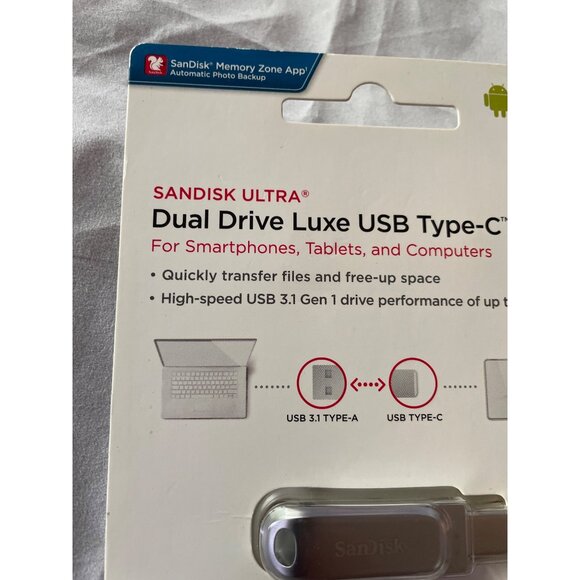 SanDisk® Memory Zone App¹
Automatic Photo Backup
SANDISK ULTRA®
Dual Drive Luxe USB Type-C™
For Smartphones, Tablets, and Computers
• Quickly transfer files and free-up space
• High-speed USB 3.1 Gen 1 drive performance of up t
USB 3.1 TYPE-A
USB TYPE-C
SanDisk